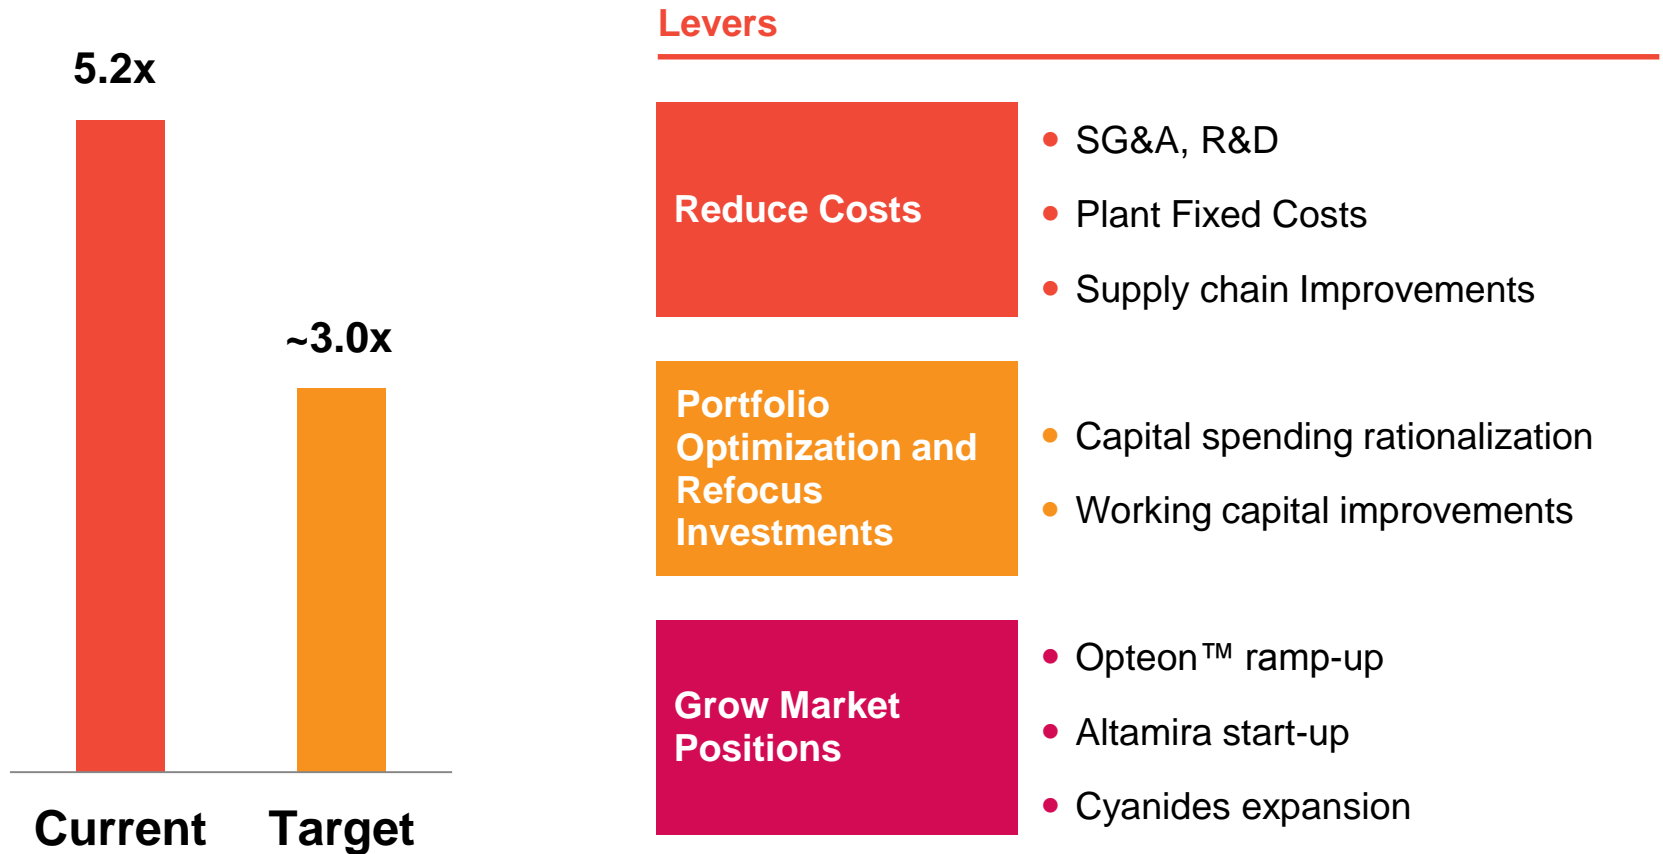 Levers
5.2x
~3.0x
Current
Target
Reduce Costs
• SG&A, R&D
• Plant Fixed Costs
• Supply chain Improvements
Portfolio
Optimization and
Refocus
Investments
• Capital spending rationalization
• Working capital improvements
Grow Market
Positions
• Opteon™ ramp-up
• Altamira start-up
• Cyanides expansion